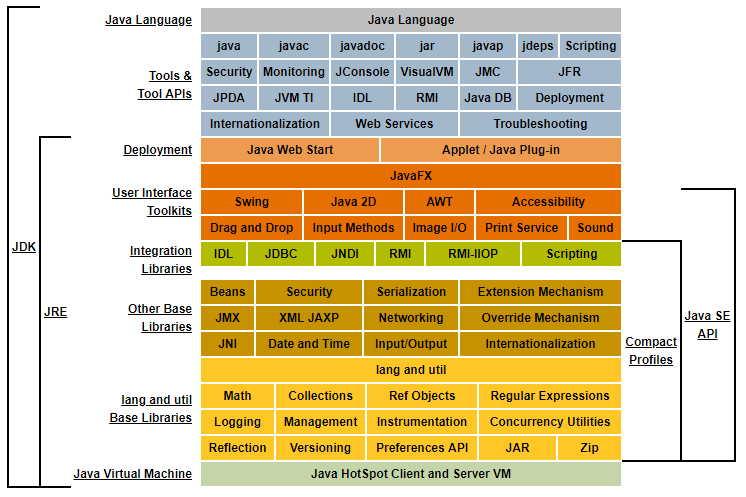 Java Language
Java Language
java javac javadoc jar javap jdeps Scripting
Tools &
Tool APIs
Security Monitoring JConsole VisualVM JMC JFR
JPDA JVM TI IDL RMI Java DB Deployment
Internationalization Web Services Troubleshooting
Deployment
Java Web Start Applet / Java Plug-in
JavaFX
User Interface
Toolkits
Swing Java 2D AWT Accessibility
Drag and Drop Input Methods Image I/O Print Service Sound
Integration
Libraries
IDL JDBC JNDI RMI RMI-IIOP Scripting
JDK
JRE
Other Base
Libraries
Beans Security Serialization Extension Mechanism
JMX XML JAXP Networking Override Mechanism
JNI Date and Time Input/Output Internationalization
Java SE
API
Compact
Profiles
lang and util
lang and util
Base Libraries
Math Collections Ref Objects Regular Expressions
Logging Management Instrumentation Concurrency Utilities
Reflection Versioning Preferences API JAR Zip
Java Virtual Machine
Java HotSpot Client and Server VM